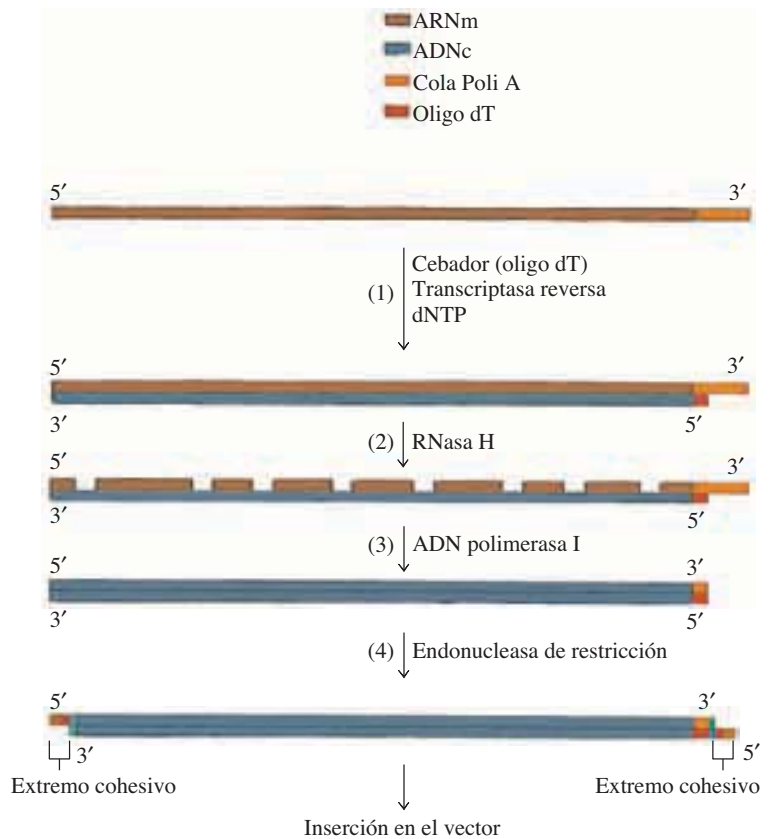 ARNm
ADNc
Cola Poli A
Oligo dT
5′ 3′
(1) Cebador (oligo dT)
Transcriptasa reversa
dNTP
5′ 3′
3′ 5′
(2) RNasa H
5′ 3′
3′ 5′
(3) ADN polimerasa I
5′ 3′
3′ 5′
(4) Endonucleasa de restricción
5′ 3′
3′ 5′
Extremo cohesivo Extremo cohesivo
Inserción en el vector